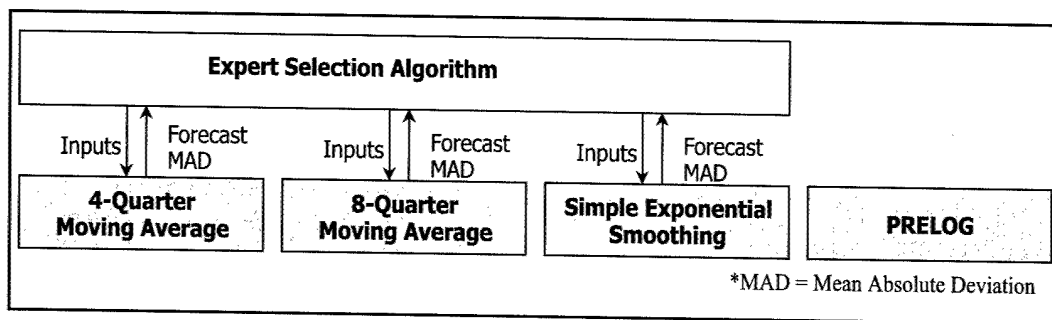 Expert Selection Algorithm
Inputs
Forecast
MAD
Inputs
Forecast
MAD
Inputs
Forecast
MAD
4-Quarter
Moving Average
8-Quarter
Moving Average
Simple Exponential
Smoothing
PRELOG
*MAD = Mean Absolute Deviation